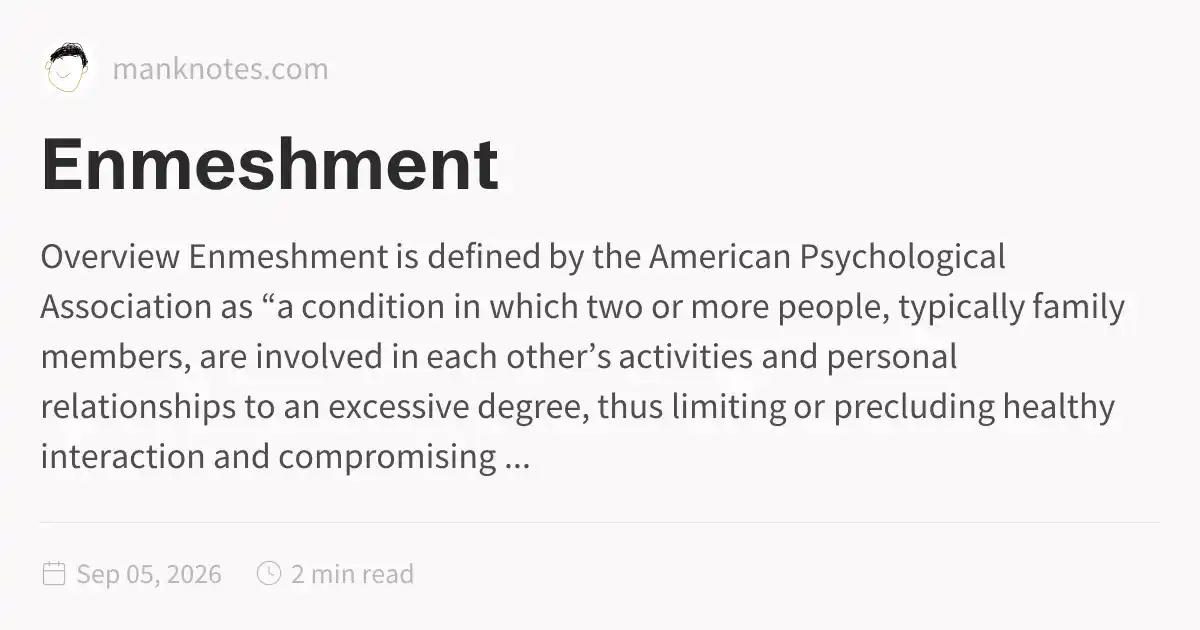 manknotes.com
Enmeshment
Overview Enmeshment is defined by the American Psychological
Association as “a condition in which two or more people, typically family
members, are involved in each other’s activities and personal
relationships to an excessive degree, thus limiting or precluding healthy
interaction and compromising ...
Sep 05, 2026 2 min read